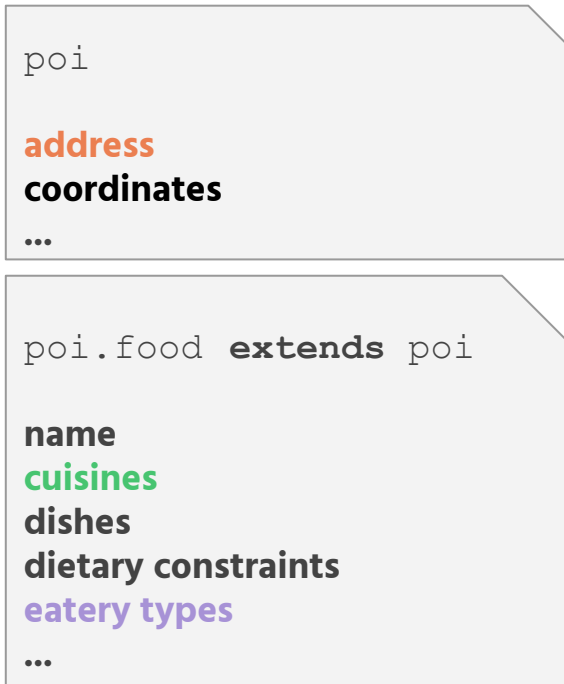 poi
address
coordinates
...
poi.food extends poi
name
cuisines
dishes
dietary constraints
eatery types
...